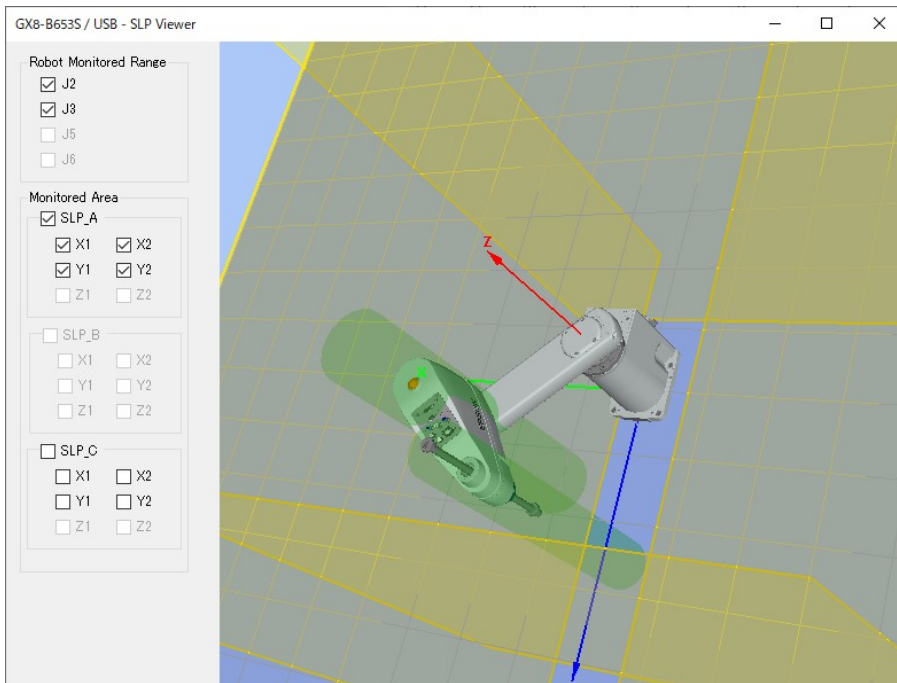 GX8-B653S / USB - SLP Viewer
Robot Monitored Range
J2
J3
J5
J6
Monitored Area
SLP_A
X1 X2
Y1 Y2
Z1 Z2
SLP_B
X1 X2
Y1 Y2
Z1 Z2
SLP_C
X1 X2
Y1 Y2
Z1 Z2
Z
X